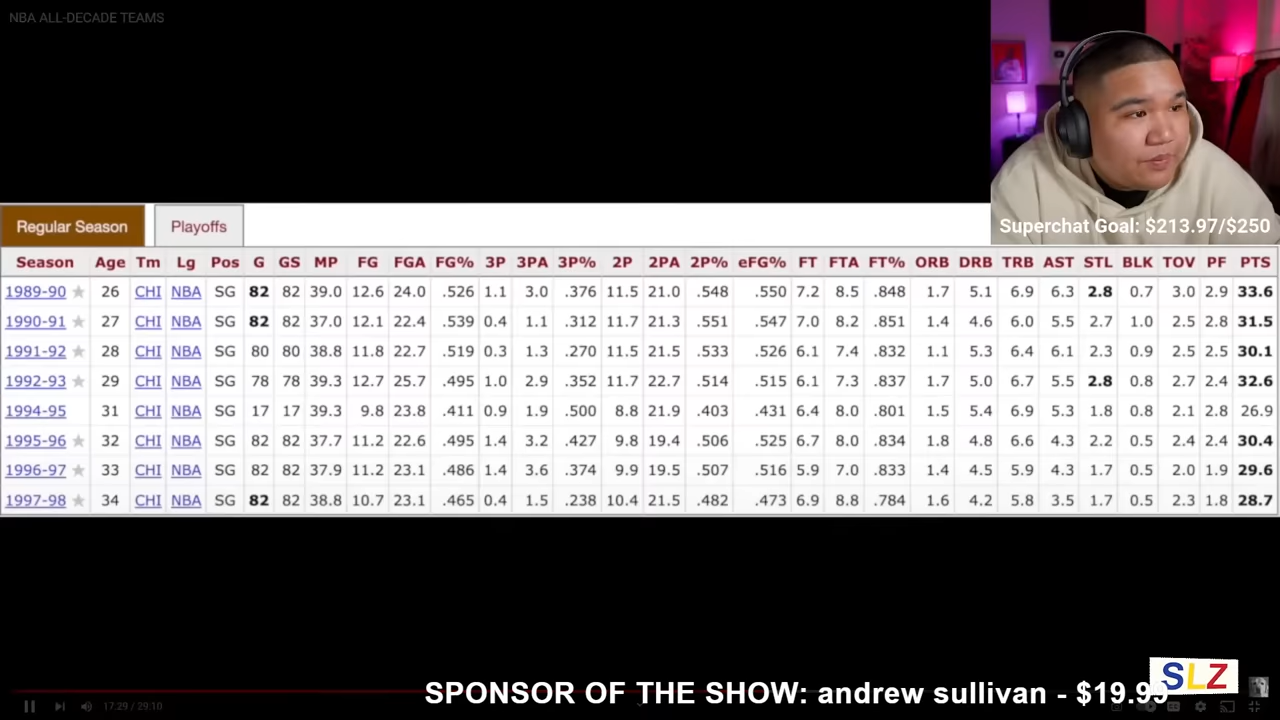 NBA ALL-DECADE TEAMS
Superchat Goal: $213.97/$250
Regular Season Playoffs
Season Age Tm Lg Pos G GS MP FG FGA FG% 3P 3PA 3P% 2P 2PA 2P% eFG% FT FTA FT% ORB DRB TRB AST STL BLK TOV PF PTS
1989-90 ★ 26 CHI NBA SG 82 82 39.0 12.6 24.0 .526 1.1 3.0 .376 11.5 21.0 .548 .550 7.2 8.5 .848 1.7 5.1 6.9 6.3 2.8 0.7 3.0 2.9 33.6
1990-91 ★ 27 CHI NBA SG 82 82 37.0 12.1 22.4 .539 0.4 1.1 .312 11.7 21.3 .551 .547 7.0 8.2 .851 1.4 4.6 6.0 5.5 2.7 1.0 2.5 2.8 31.5
1991-92 ★ 28 CHI NBA SG 80 80 38.8 11.8 22.7 .519 0.3 1.3 .270 11.5 21.5 .533 .526 6.1 7.4 .832 1.1 5.3 6.4 6.1 2.3 0.9 2.5 2.5 30.1
1992-93 ★ 29 CHI NBA SG 78 78 39.3 12.7 25.7 .495 1.0 2.9 .352 11.7 22.7 .514 .515 6.1 7.3 .837 1.7 5.0 6.7 5.5 2.8 0.8 2.7 2.4 32.6
1994-95 31 CHI NBA SG 17 17 39.3 9.8 23.8 .411 0.9 1.9 .500 8.8 21.9 .403 .431 6.4 8.0 .801 1.5 5.4 6.9 5.3 1.8 0.8 2.1 2.8 26.9
1995-96 ★ 32 CHI NBA SG 82 82 37.7 11.2 22.6 .495 1.4 3.2 .427 9.8 19.4 .506 .525 6.7 8.0 .834 1.8 4.8 6.6 4.3 2.2 0.5 2.4 2.4 30.4
1996-97 ★ 33 CHI NBA SG 82 82 37.9 11.2 23.1 .486 1.4 3.6 .374 9.9 19.5 .507 .516 5.9 7.0 .833 1.4 4.5 5.9 4.3 1.7 0.5 2.0 1.9 29.6
1997-98 ★ 34 CHI NBA SG 82 82 38.8 10.7 23.1 .465 0.4 1.5 .238 10.4 21.5 .482 .473 6.9 8.8 .784 1.6 4.2 5.8 3.5 1.7 0.5 2.3 1.8 28.7
SLZ
SPONSOR OF THE SHOW: andrew sullivan - $19.99
17:29 / 29:10